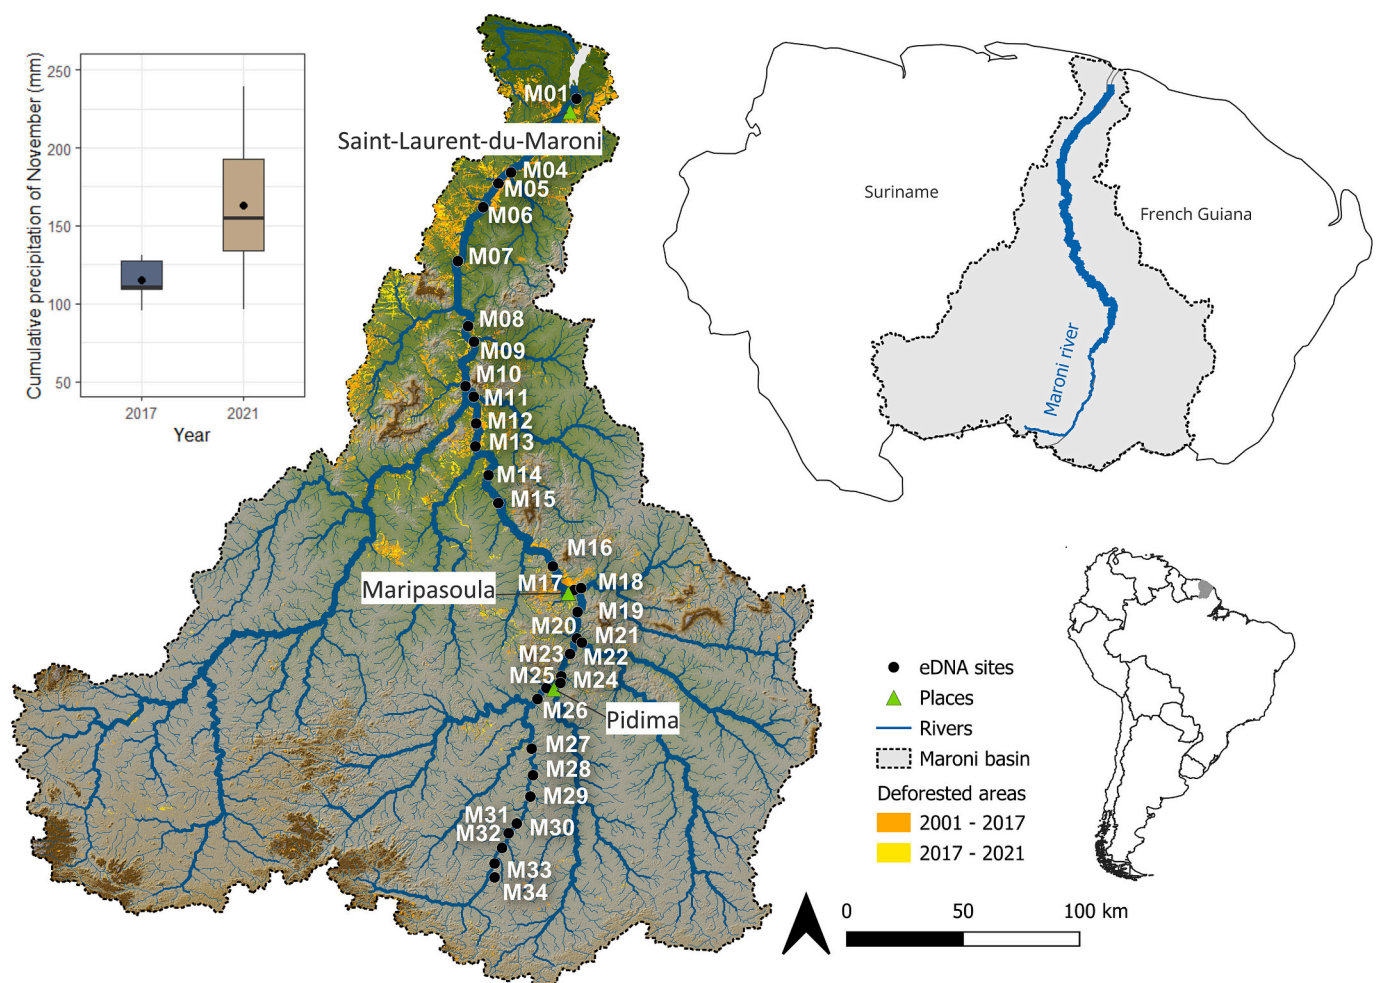 Cumulative precipitation of November (mm)
250
200
150
100
50
2017
2021
Year
M01
Saint-Laurent-du-Maroni
M04
M05
M06
M07
M08
M09
M10
M11
M12
M13
M14
M15
M16
Maripasoula
M17
M18
M19
M20
M21
M23
M22
M25
M24
M26
Pidima
M27
M28
M29
M31
M30
M32
M33
M34
Suriname
French Guiana
Maroni river
eDNA sites
Places
Rivers
Maroni basin
Deforested areas
2001 - 2017
2017 - 2021
0 50 100 km